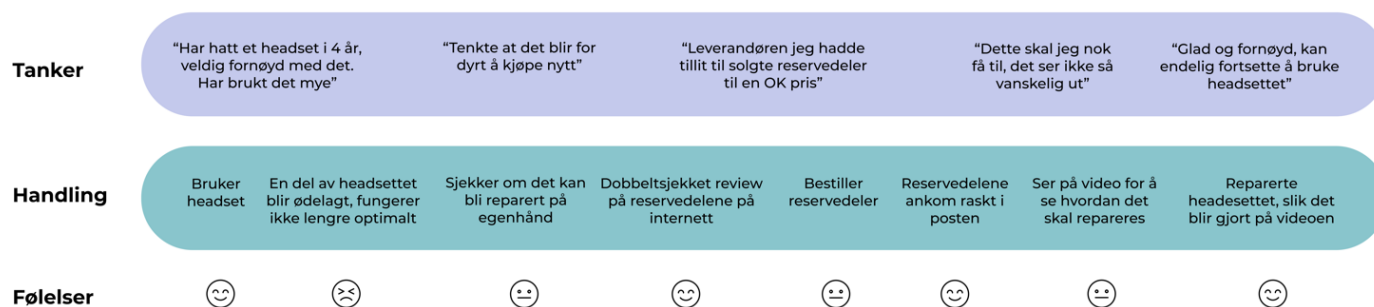 Tanker
“Har hatt et headset i 4 år,
veldig fornøyd med det.
Har brukt det mye”
“Tenkte at det blir for
dyrt å kjøpe nytt”
“Leverandøren jeg hadde
tillit til solgte reservedeler
til en OK pris”
“Dette skal jeg nok
få til, det ser ikke så
vanskelig ut”
“Glad og fornøyd, kan
endelig fortsette å bruke
headsettet”
Handling
Bruker
headset
En del av headsettet
blir ødelagt, fungerer
ikke lengre optimalt
Sjekker om det kan
bli reparert på
egenhånd
Dobbeltsjekket review
på reservedelene på
internett
Bestiller
reservedeler
Reservedelene
ankom raskt i
posten
Ser på video for å
se hvordan det
skal repareres
Reparerte
headesettet, slik det
blir gjort på videoen
Følelser